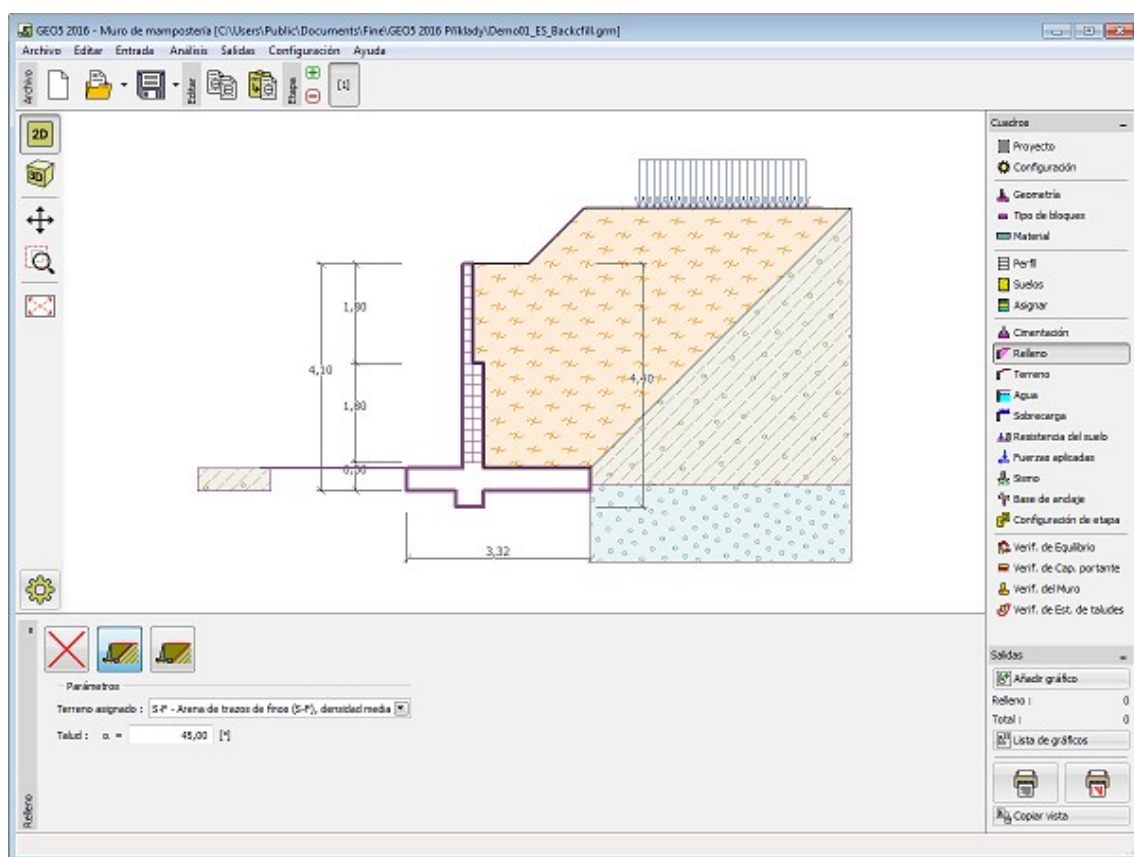 GEO5 2016 - Muro de mampostería [C:\Users\Public\Documents\Fine\GEO5 2016 Příklady\Demo01_ES_Backcfill.gmm]
Archivo Editar Entrada Análisis Salidas Configuración Ayuda
Archivo
Editar
Etapa
[1]
2D
3D
1,80
4,10
1,80
4,40
3,32
Cuadros
Proyecto
Configuración
Geometría
Tipo de bloques
Material
Perfil
Suelos
Asignar
Cimentación
Relleno
Terreno
Agua
Sobrecarga
Resistencia del suelo
Fuerzas aplicadas
Sismo
Base de anclaje
Configuración de etapa
Verif. de Equilibrio
Verif. de Cap. portante
Verif. del Muro
Verif. de Est. de taludes
Relleno
Parámetros
Terreno asignado : S-F - Arena de trazos de finos (S-F), densidad media
Talud : α = 45,00 [°]
Salidas
Añadir gráfico
Relleno : 0
Total : 0
Lista de gráficos
Copiar vista